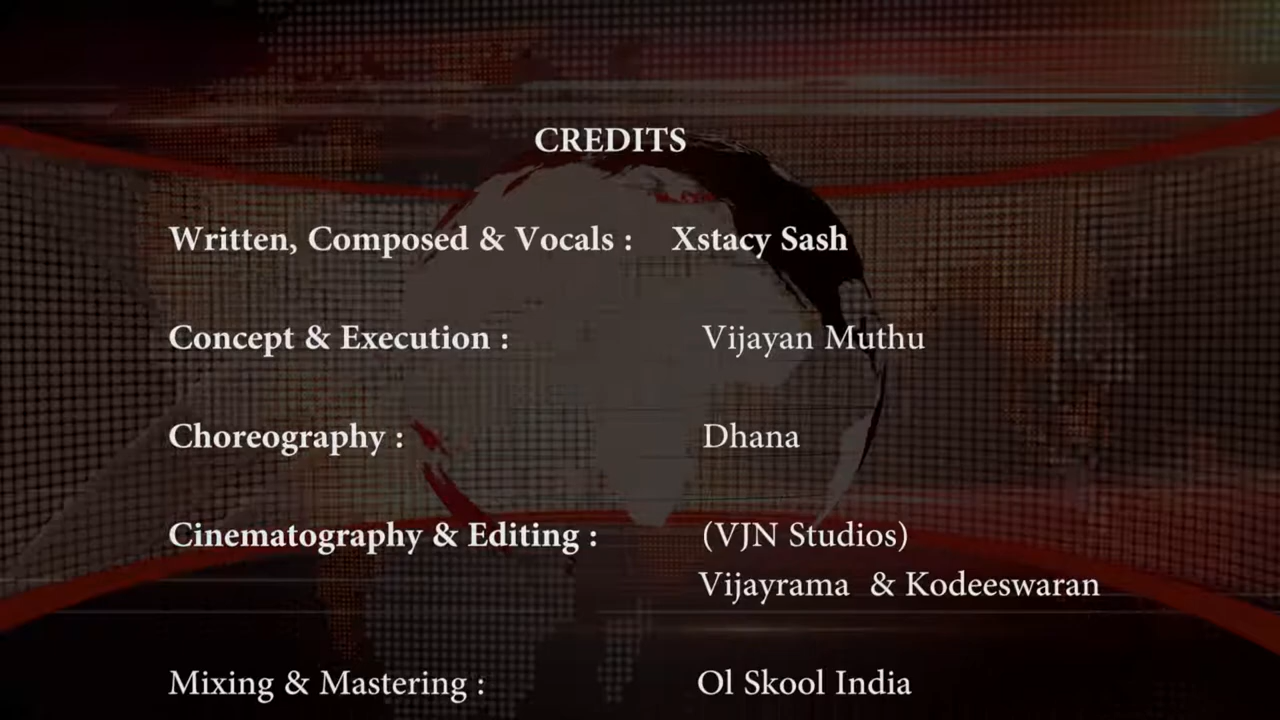 CREDITS
Written, Composed & Vocals : Xstacy Sash
Concept & Execution : Vijayan Muthu
Choreography : Dhana
Cinematography & Editing : (VJN Studios)
Vijayrama & Kodeeswaran
Mixing & Mastering : Ol Skool India